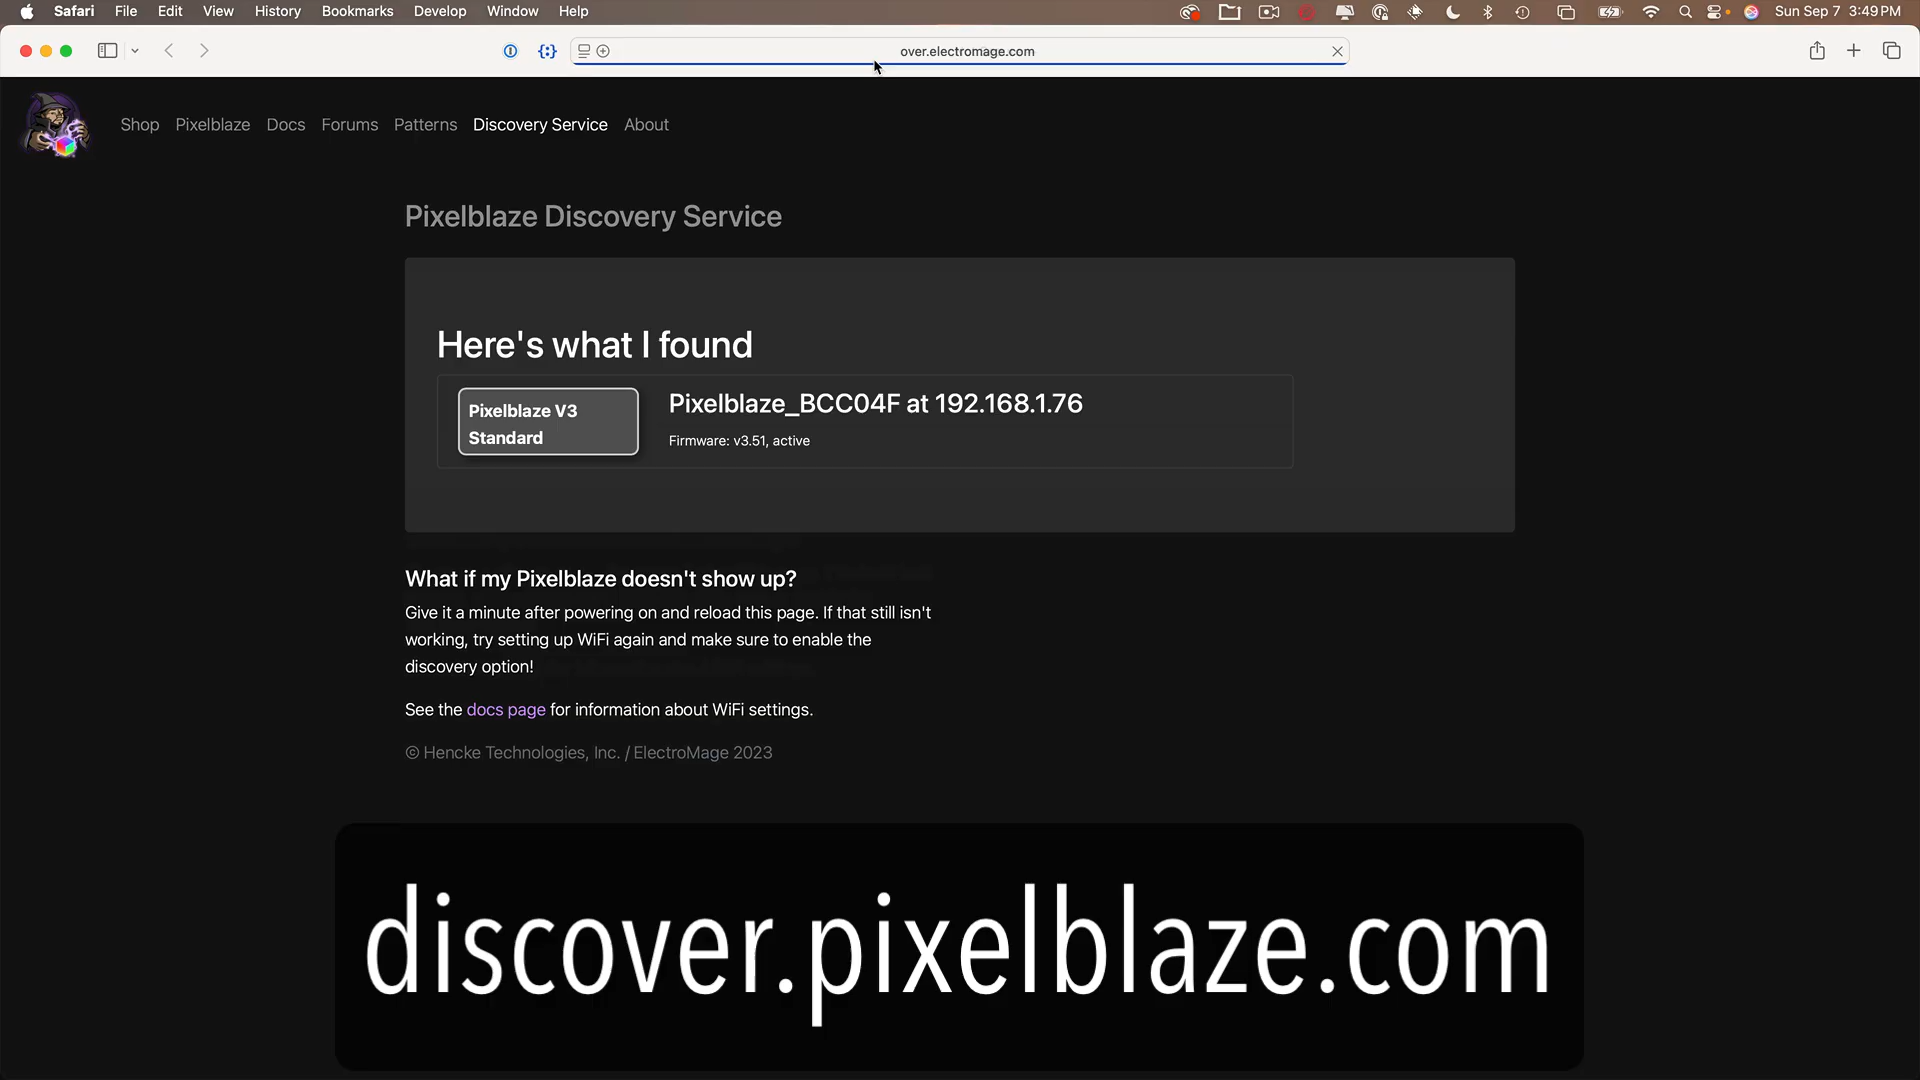 Safari File Edit View History Bookmarks Develop Window Help Sun Sep 7 3:49 PM
over.electromage.com
Shop Pixelblaze Docs Forums Patterns Discovery Service About
Pixelblaze Discovery Service
Here's what I found
Pixelblaze V3
Standard
Pixelblaze_BCC04F at 192.168.1.76
Firmware: v3.51, active
What if my Pixelblaze doesn't show up?
Give it a minute after powering on and reload this page. If that still isn't
working, try setting up WiFi again and make sure to enable the
discovery option!
See the docs page for information about WiFi settings.
© Hencke Technologies, Inc. / ElectroMage 2023
discover.pixelblaze.com